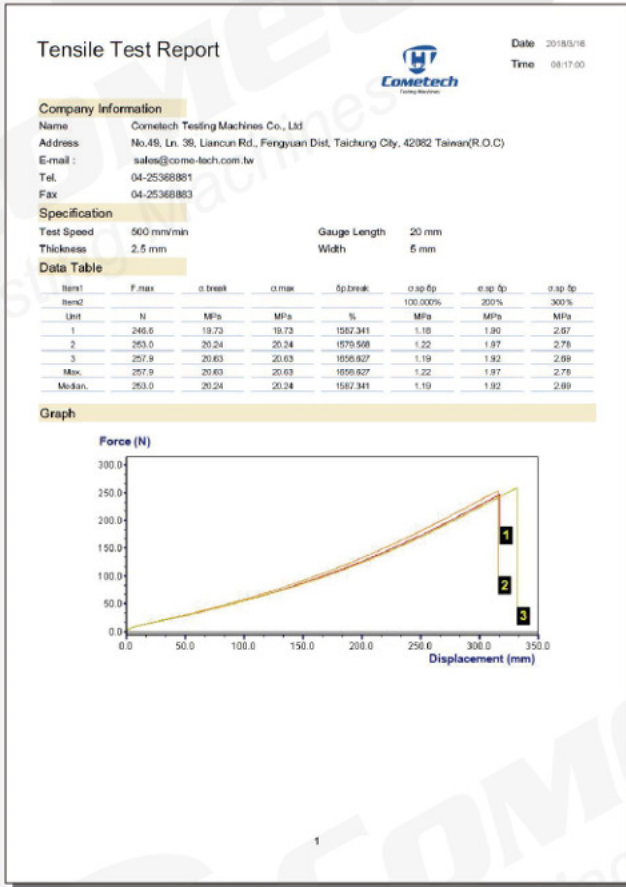 Tensile Test Report
Cometech
Testing Machines
Date 2018/3/16
Time 08:17:00
Company Information
Name Cometech Testing Machines Co., Ltd
Address No.49, Ln. 39, Liancun Rd., Fengyuan Dist, Taichung City, 42082 Taiwan(R.O.C)
E-mail : sales@come-tech.com.tw
Tel. 04-25368881
Fax 04-25368883
Specification
Test Speed 500 mm/min Gauge Length 20 mm
Thickness 2.5 mm Width 5 mm
Data Table
Item1 F.max σ.break σ.max δp.break σ.sp δp σ.sp δp σ.sp δp
Item2 100.000% 200% 300%
Unit N MPa MPa % MPa MPa MPa
1 246.6 19.73 19.73 1587.341 1.18 1.90 2.67
2 253.0 20.24 20.24 1579.568 1.22 1.97 2.78
3 257.9 20.63 20.63 1658.627 1.19 1.92 2.69
Max. 257.9 20.63 20.63 1658.627 1.22 1.97 2.78
Median. 253.0 20.24 20.24 1587.341 1.19 1.92 2.69
Graph
Force (N)
300.0
250.0
200.0
150.0
100.0
50.0
0.0
0.0 50.0 100.0 150.0 200.0 250.0 300.0 350.0
1
2
3
Displacement (mm)
1